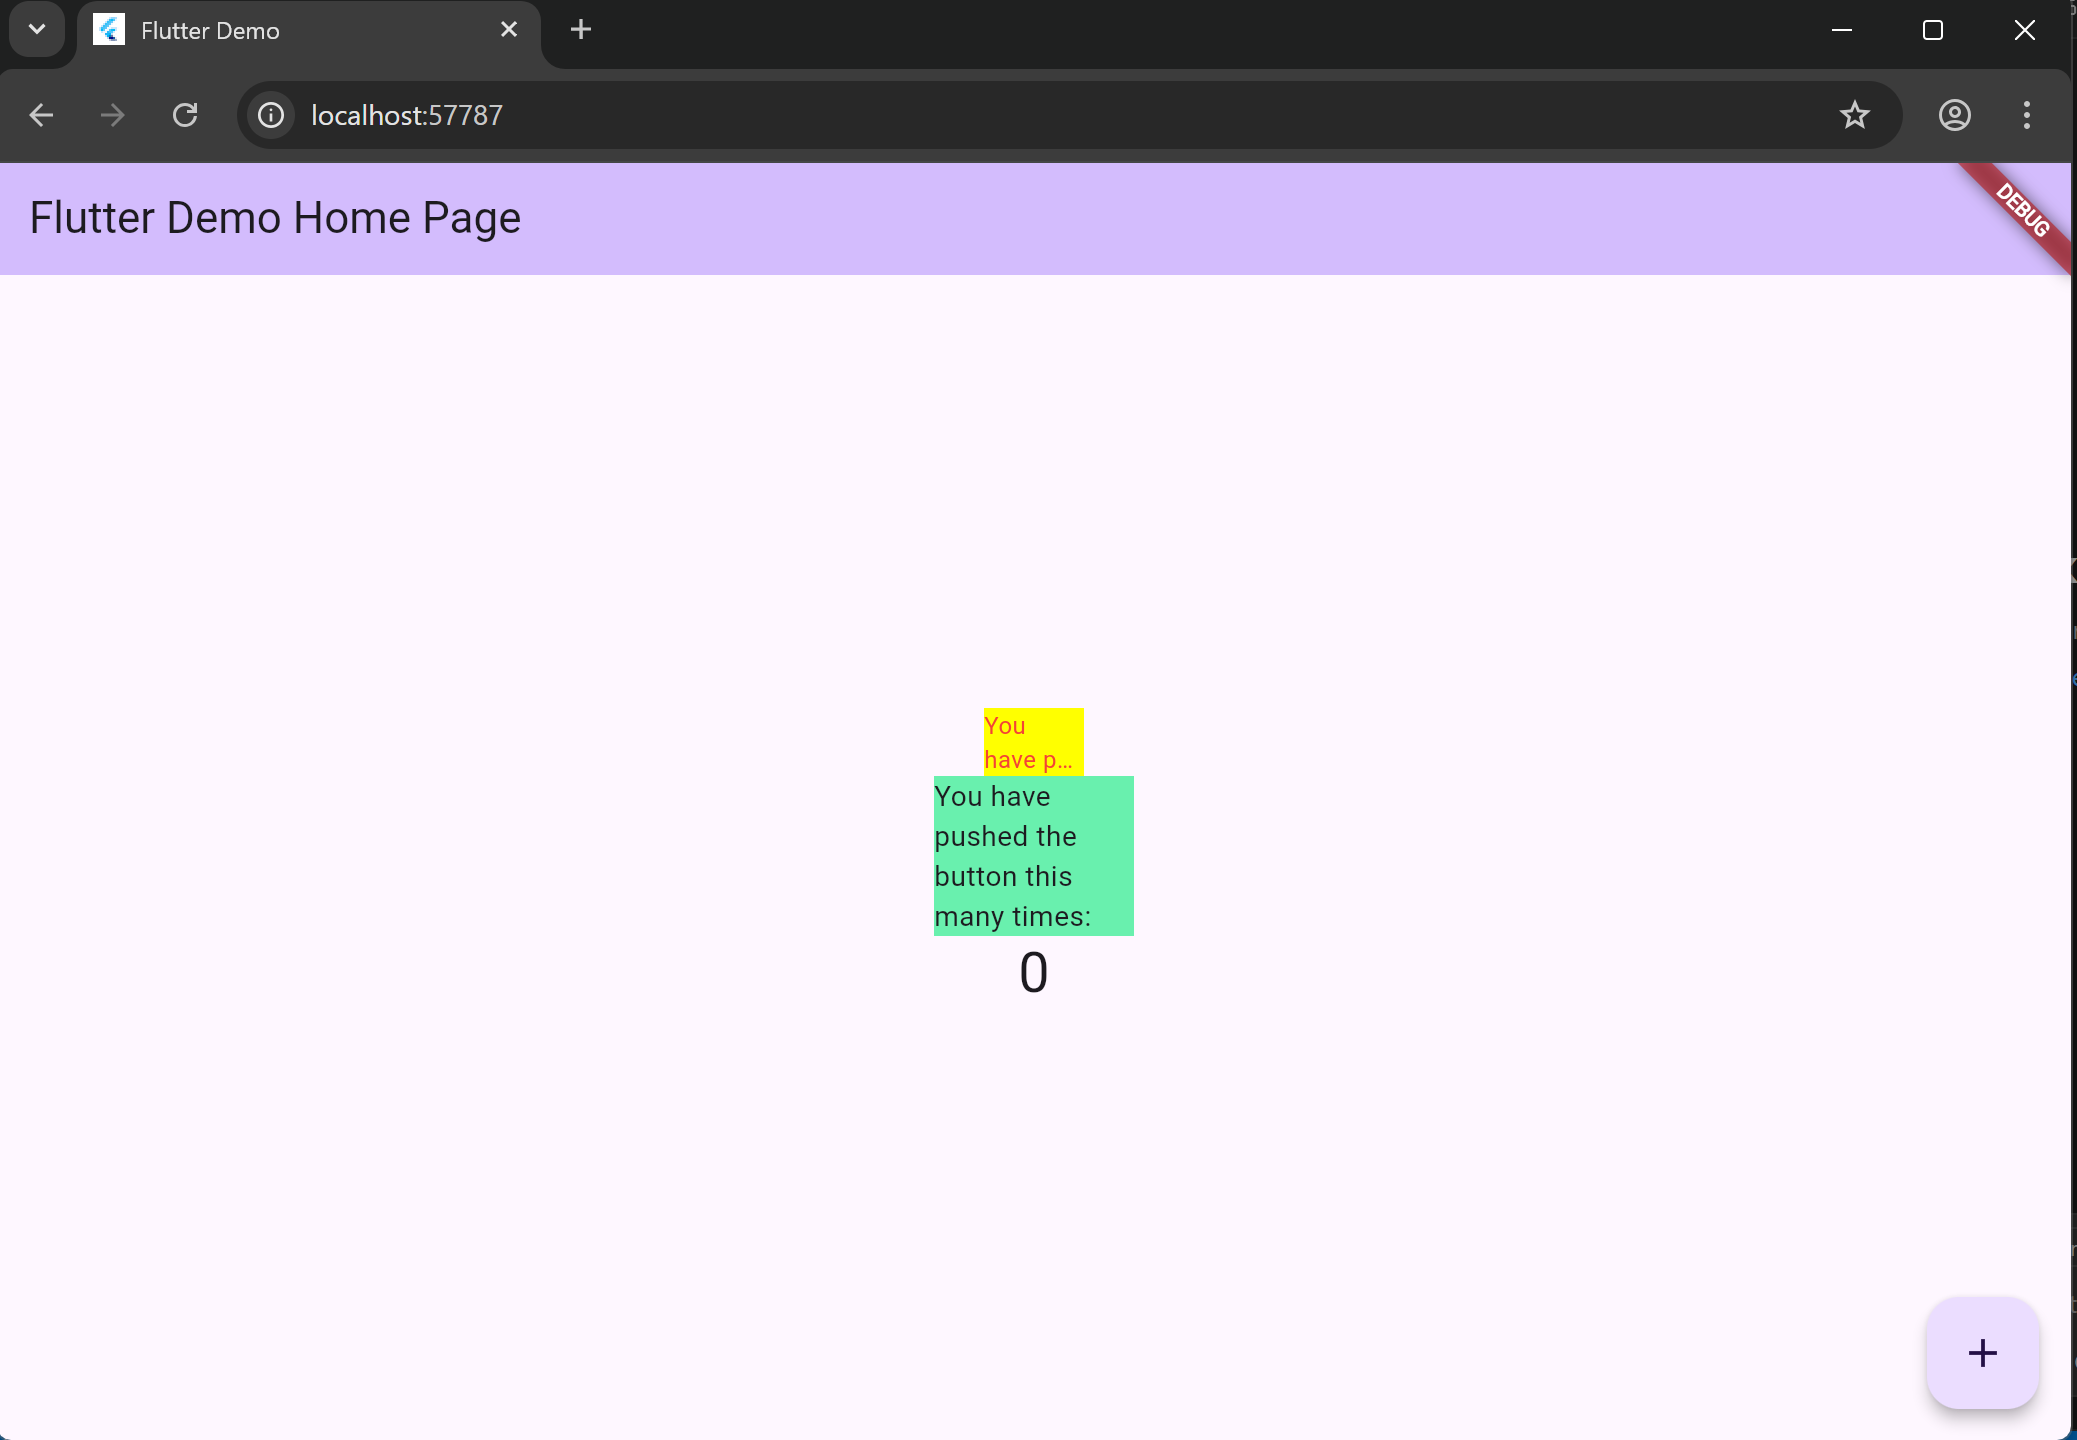 Flutter Demo
localhost:57787
Flutter Demo Home Page
DEBUG
You
have p...
You have
pushed the
button this
many times:
0